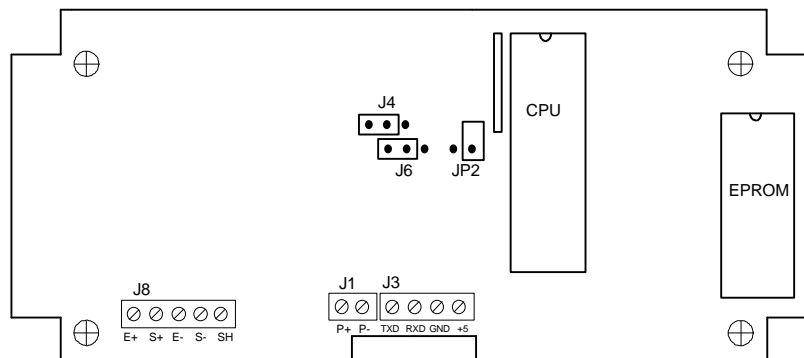 J4
CPU
J6
JP2
EPROM
J8
J1
J3
E+ S+ E- S- SH
P+ P-
TXD RXD GND +5